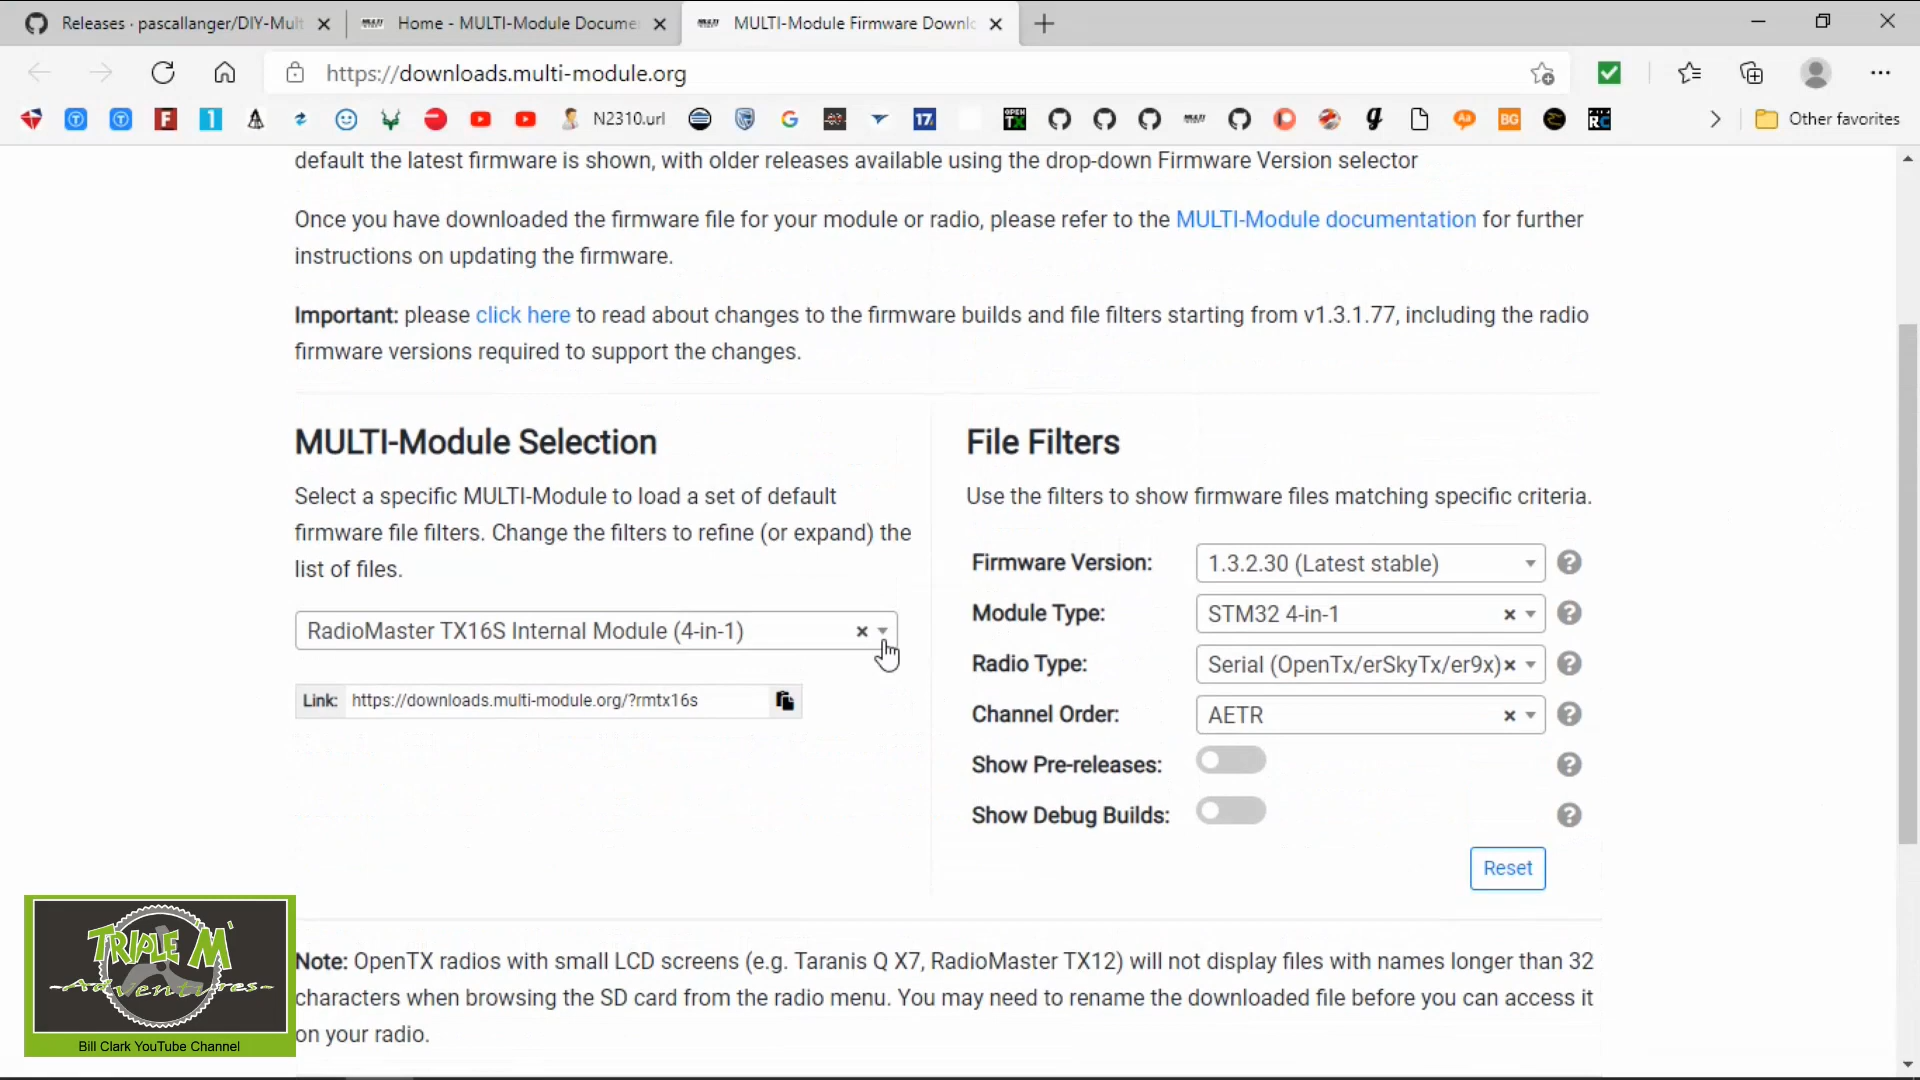 Releases · pascallanger/DIY-Mult
Home - MULTI-Module Docume
MULTI-Module Firmware Downlo
https://downloads.multi-module.org
N2310.url
Other favorites
default the latest firmware is shown, with older releases available using the drop-down Firmware Version selector
Once you have downloaded the firmware file for your module or radio, please refer to the MULTI-Module documentation for further
instructions on updating the firmware.
Important: please click here to read about changes to the firmware builds and file filters starting from v1.3.1.77, including the radio
firmware versions required to support the changes.
MULTI-Module Selection
Select a specific MULTI-Module to load a set of default
firmware file filters. Change the filters to refine (or expand) the
list of files.
RadioMaster TX16S Internal Module (4-in-1)
Link: https://downloads.multi-module.org/?rmtx16s
File Filters
Use the filters to show firmware files matching specific criteria.
Firmware Version: 1.3.2.30 (Latest stable)
Module Type: STM32 4-in-1
Radio Type: Serial (OpenTx/erSkyTx/er9x)
Channel Order: AETR
Show Pre-releases:
Show Debug Builds:
Reset
Note: OpenTX radios with small LCD screens (e.g. Taranis Q X7, RadioMaster TX12) will not display files with names longer than 32
characters when browsing the SD card from the radio menu. You may need to rename the downloaded file before you can access it
on your radio.
TRIPLE M
-Adventures-
Bill Clark YouTube Channel